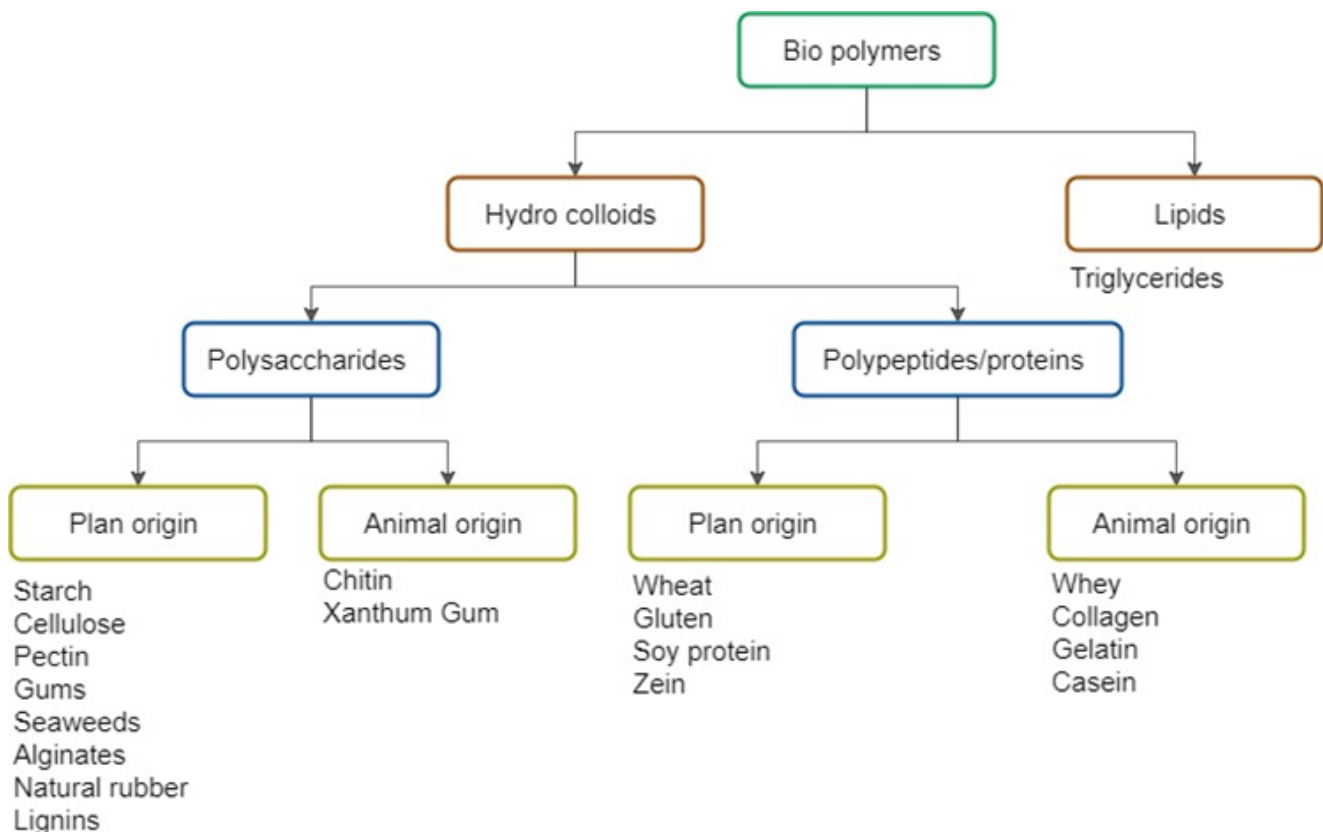 Bio polymers
Hydro colloids
Lipids
Triglycerides
Polysaccharides
Polypeptides/proteins
Plan origin
Animal origin
Plan origin
Animal origin
Starch
Cellulose
Pectin
Gums
Seaweeds
Alginates
Natural rubber
Lignins
Chitin
Xanthum Gum
Wheat
Gluten
Soy protein
Zein
Whey
Collagen
Gelatin
Casein